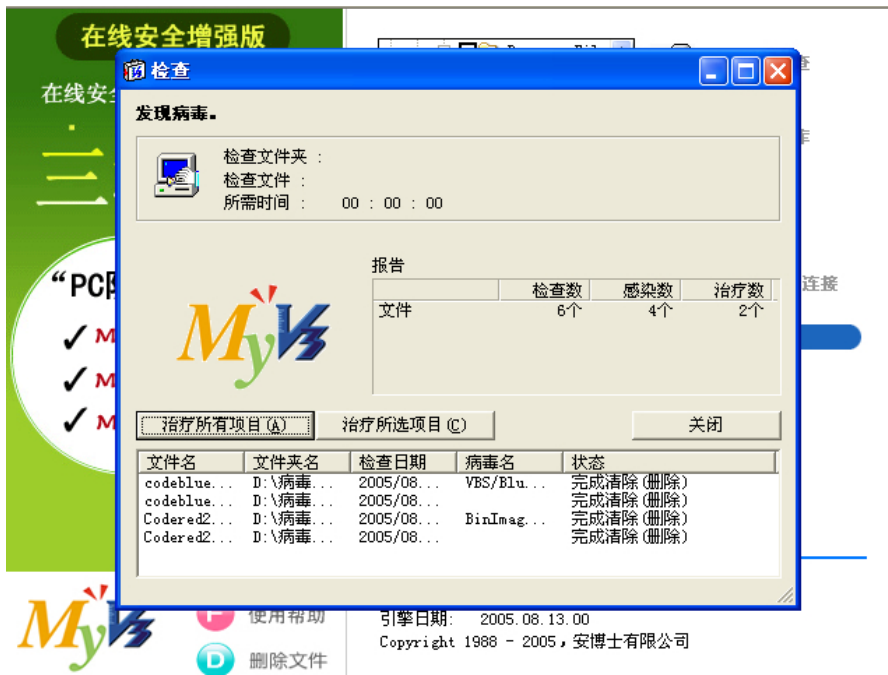 在线安全增强版
在线安
检查
发现病毒。
检查文件夹 :
检查文件 :
所需时间 : 00 : 00 : 00
三
“PC
M
M
M
MyV3
报告
检查数 感染数 治疗数
文件 6个 4个 2个
连接
治疗所有项目(A) 治疗所选项目(C) 关闭
文件名 文件夹名 检查日期 病毒名 状态
codeblue... D:\病毒... 2005/08... VBS/Blu... 完成清除(删除)
codeblue... D:\病毒... 2005/08... 完成清除(删除)
Codered2... D:\病毒... 2005/08... BinImag... 完成清除(删除)
Codered2... D:\病毒... 2005/08... 完成清除(删除)
MyV3
使用帮助
D 删除文件
引擎日期: 2005.08.13.00
Copyright 1988 - 2005，安博士有限公司